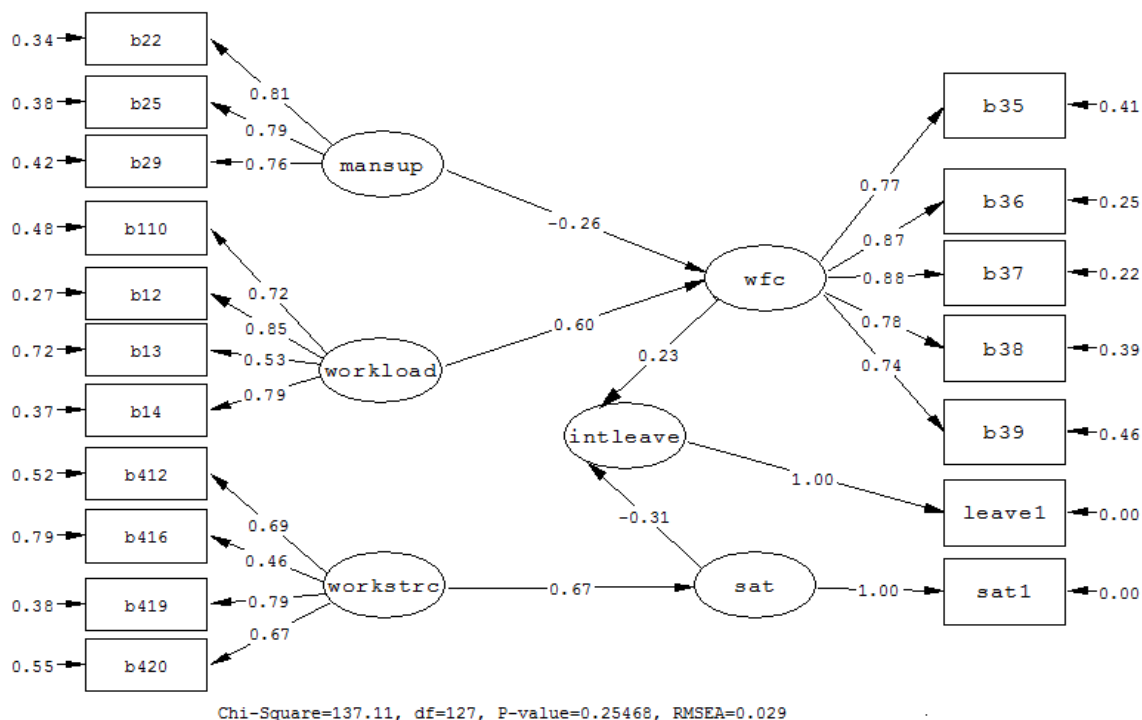 0.34 b22
0.81
0.38 b25
0.79
0.42 b29
0.76
mansup
-0.26
0.48 b110
0.72
0.27 b12
0.85
0.72 b13
0.53
0.37 b14
0.79
workload
0.60
0.52 b412
0.69
0.79 b416
0.46
0.38 b419
0.79
0.55 b420
0.67
workstrc
0.67
wfc
0.23
intleave
-0.31
sat
0.77
b35 0.41
0.87
b36 0.25
0.88
b37 0.22
0.78
b38 0.39
0.74
b39 0.46
1.00
leave1 0.00
1.00
sat1 0.00
Chi-Square=137.11, df=127, P-value=0.25468, RMSEA=0.029